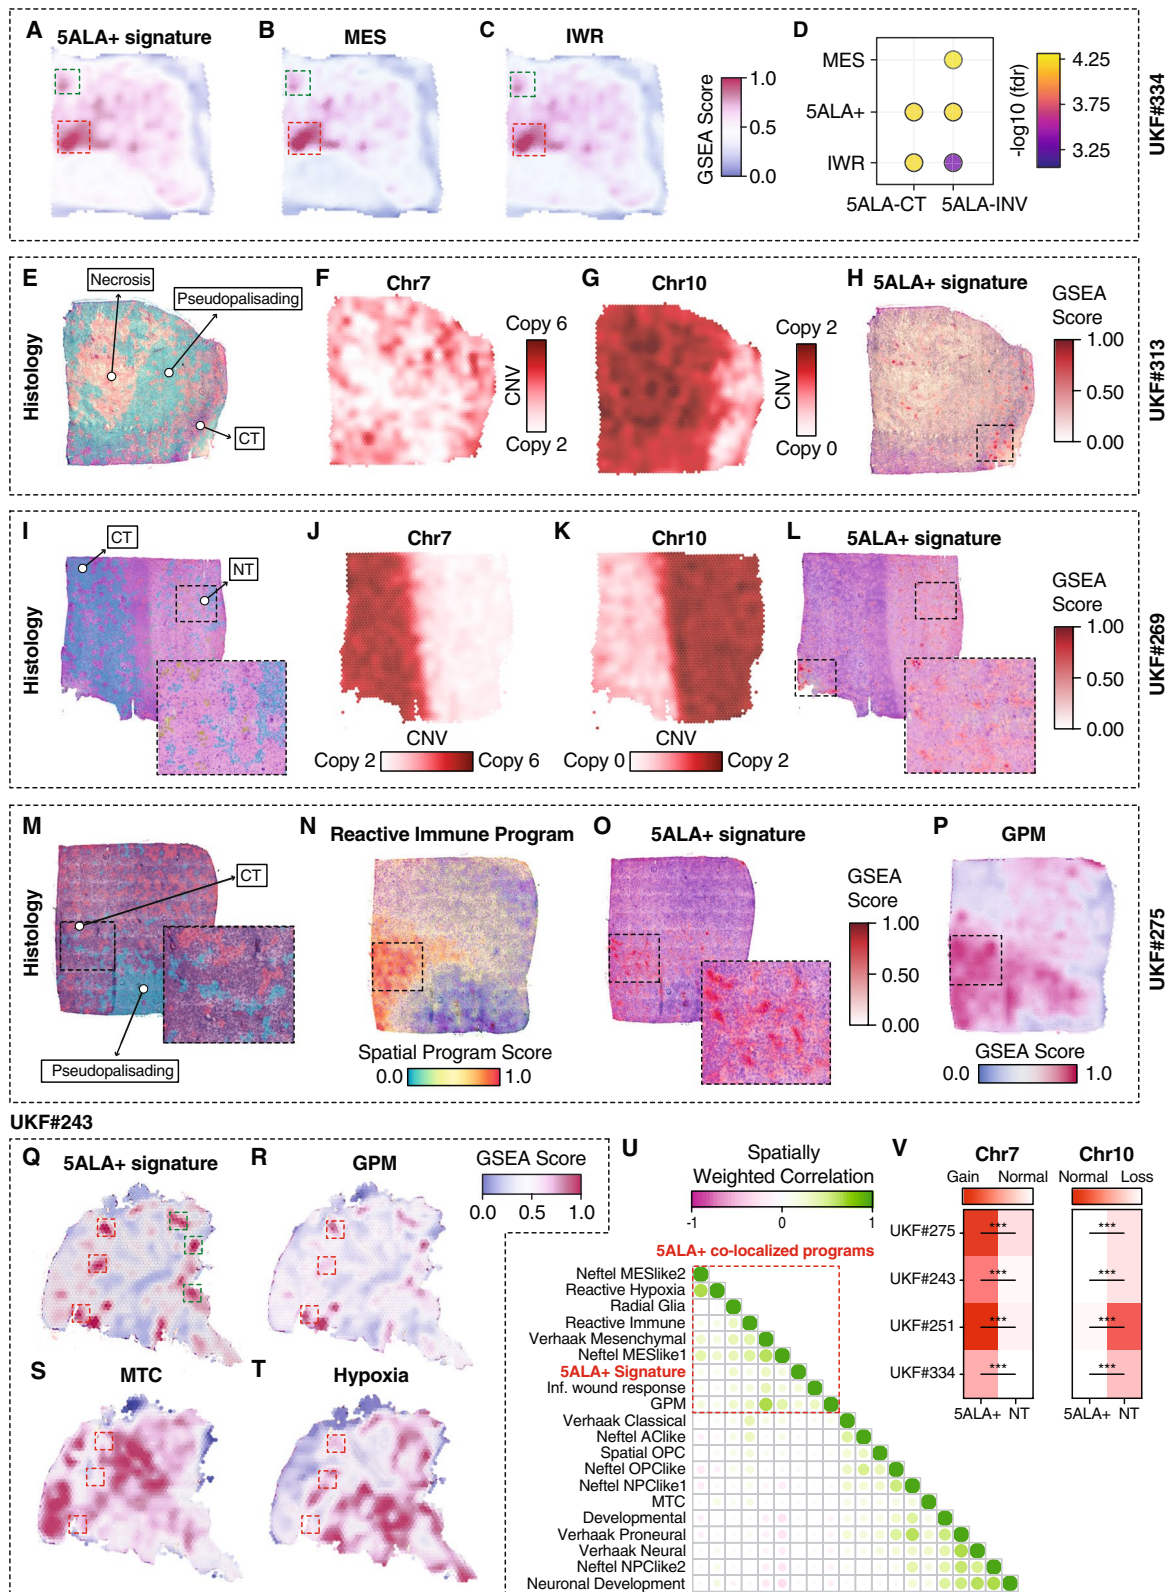 A 5ALA+ signature
B MES
C IWR
GSEA Score
1.0
0.5
0.0
D
MES
5ALA+
IWR
5ALA-CT 5ALA-INV
-log10 (fdr)
4.25
3.75
3.25
UKF#334
E
Histology
Necrosis
Pseudopalisading
CT
F Chr7
Copy 6
CNV
Copy 2
G Chr10
Copy 2
CNV
Copy 0
H 5ALA+ signature
GSEA
Score
1.00
0.50
0.00
UKF#313
I
Histology
CT
NT
J Chr7
CNV
Copy 2 Copy 6
K Chr10
CNV
Copy 0 Copy 2
L 5ALA+ signature
GSEA
Score
1.00
0.50
0.00
UKF#269
M
Histology
CT
Pseudopalisading
N Reactive Immune Program
Spatial Program Score
0.0 1.0
O 5ALA+ signature
GSEA
Score
1.00
0.50
0.00
P GPM
GSEA Score
0.0 1.0
UKF#275
UKF#243
Q 5ALA+ signature
R GPM
GSEA Score
0.0 0.5 1.0
S MTC
T Hypoxia
U
Spatially
Weighted Correlation
-1 0 1
5ALA+ co-localized programs
Neftel MESlike2
Reactive Hypoxia
Radial Glia
Reactive Immune
Verhaak Mesenchymal
Neftel MESlike1
5ALA+ Signature
Inf. wound response
GPM
Verhaak Classical
Neftel AClike
Spatial OPC
Neftel OPClike
Neftel NPClike1
MTC
Developmental
Verhaak Proneural
Verhaak Neural
Neftel NPClike2
Neuronal Development
V
Chr7 Chr10
Gain Normal Normal Loss
UKF#275 *** ***
UKF#243 *** ***
UKF#251 *** ***
UKF#334 *** ***
5ALA+ NT 5ALA+ NT